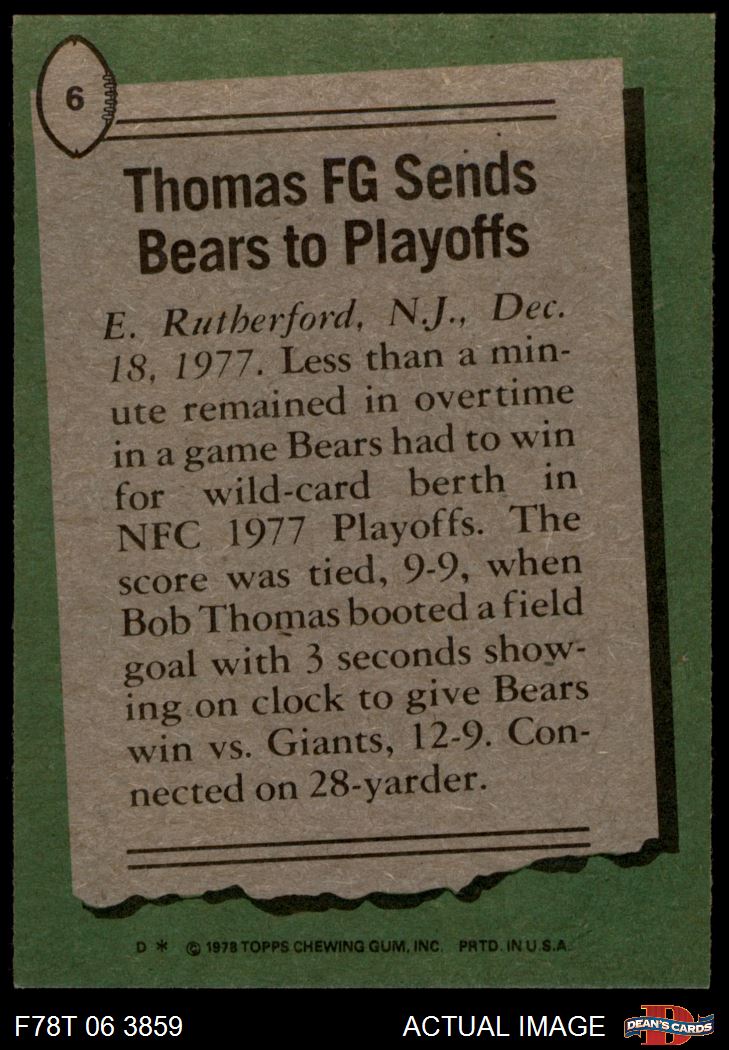 6
Thomas FG Sends
Bears to Playoffs
E. Rutherford, N.J., Dec.
18, 1977. Less than a min-
ute remained in overtime
in a game Bears had to win
for wild-card berth in
NFC 1977 Playoffs. The
score was tied, 9-9, when
Bob Thomas booted a field
goal with 3 seconds show-
ing on clock to give Bears
win vs. Giants, 12-9. Con-
nected on 28-yarder.
D * © 1978 TOPPS CHEWING GUM, INC. PRTD. IN U.S.A.
F78T 06 3859 ACTUAL IMAGE DEAN'S CARDS